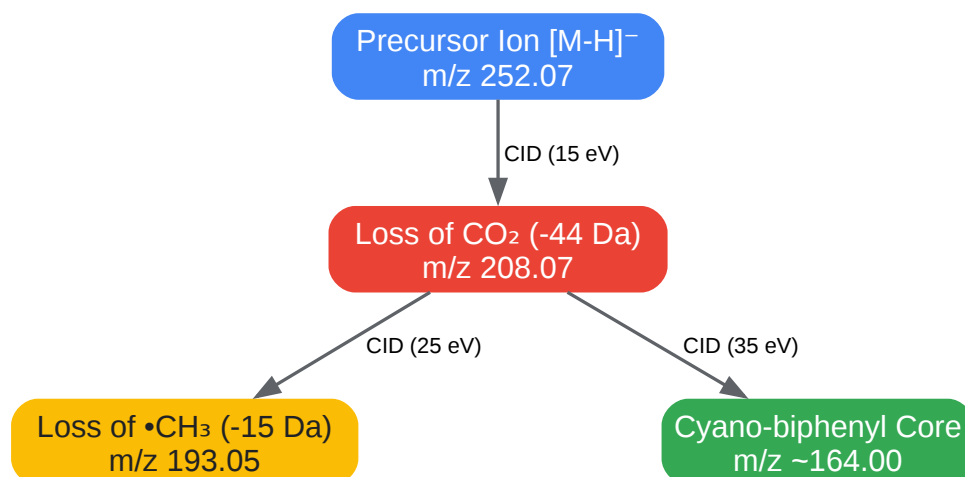 Precursor Ion [M-H]⁻
m/z 252.07
CID (15 eV)
Loss of CO₂ (-44 Da)
m/z 208.07
CID (25 eV)
CID (35 eV)
Loss of •CH₃ (-15 Da)
m/z 193.05
Cyano-biphenyl Core
m/z ~164.00